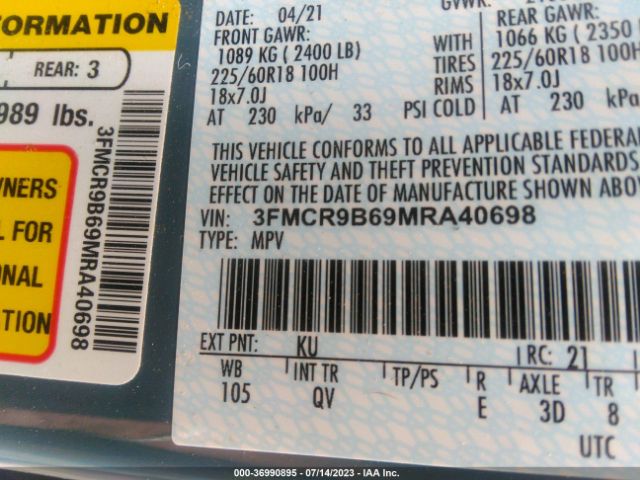 FORMATION
REAR: 3
989 lbs.
WNERS
L FOR
ONAL
TION
3FMCR9B69MRA40698
DATE: 04/21
GVWR:
FRONT GAWR:
REAR GAWR:
1089 KG ( 2400 LB)
WITH
1066 KG ( 2350
225/60R18 100H
TIRES
225/60R18 100H
18x7.0J
RIMS
18x7.0J
AT 230 kPa/ 33 PSI COLD
AT 230 kPa/
THIS VEHICLE CONFORMS TO ALL APPLICABLE FEDERAL
VEHICLE SAFETY AND THEFT PREVENTION STANDARDS
EFFECT ON THE DATE OF MANUFACTURE SHOWN ABO
VIN: 3FMCR9B69MRA40698
TYPE: MPV
EXT PNT: KU RC: 21
WB INT TR TP/PS R AXLE TR
105 QV E 3D 8
UTC
000-36990895 - 07/14/2023 - IAA Inc.